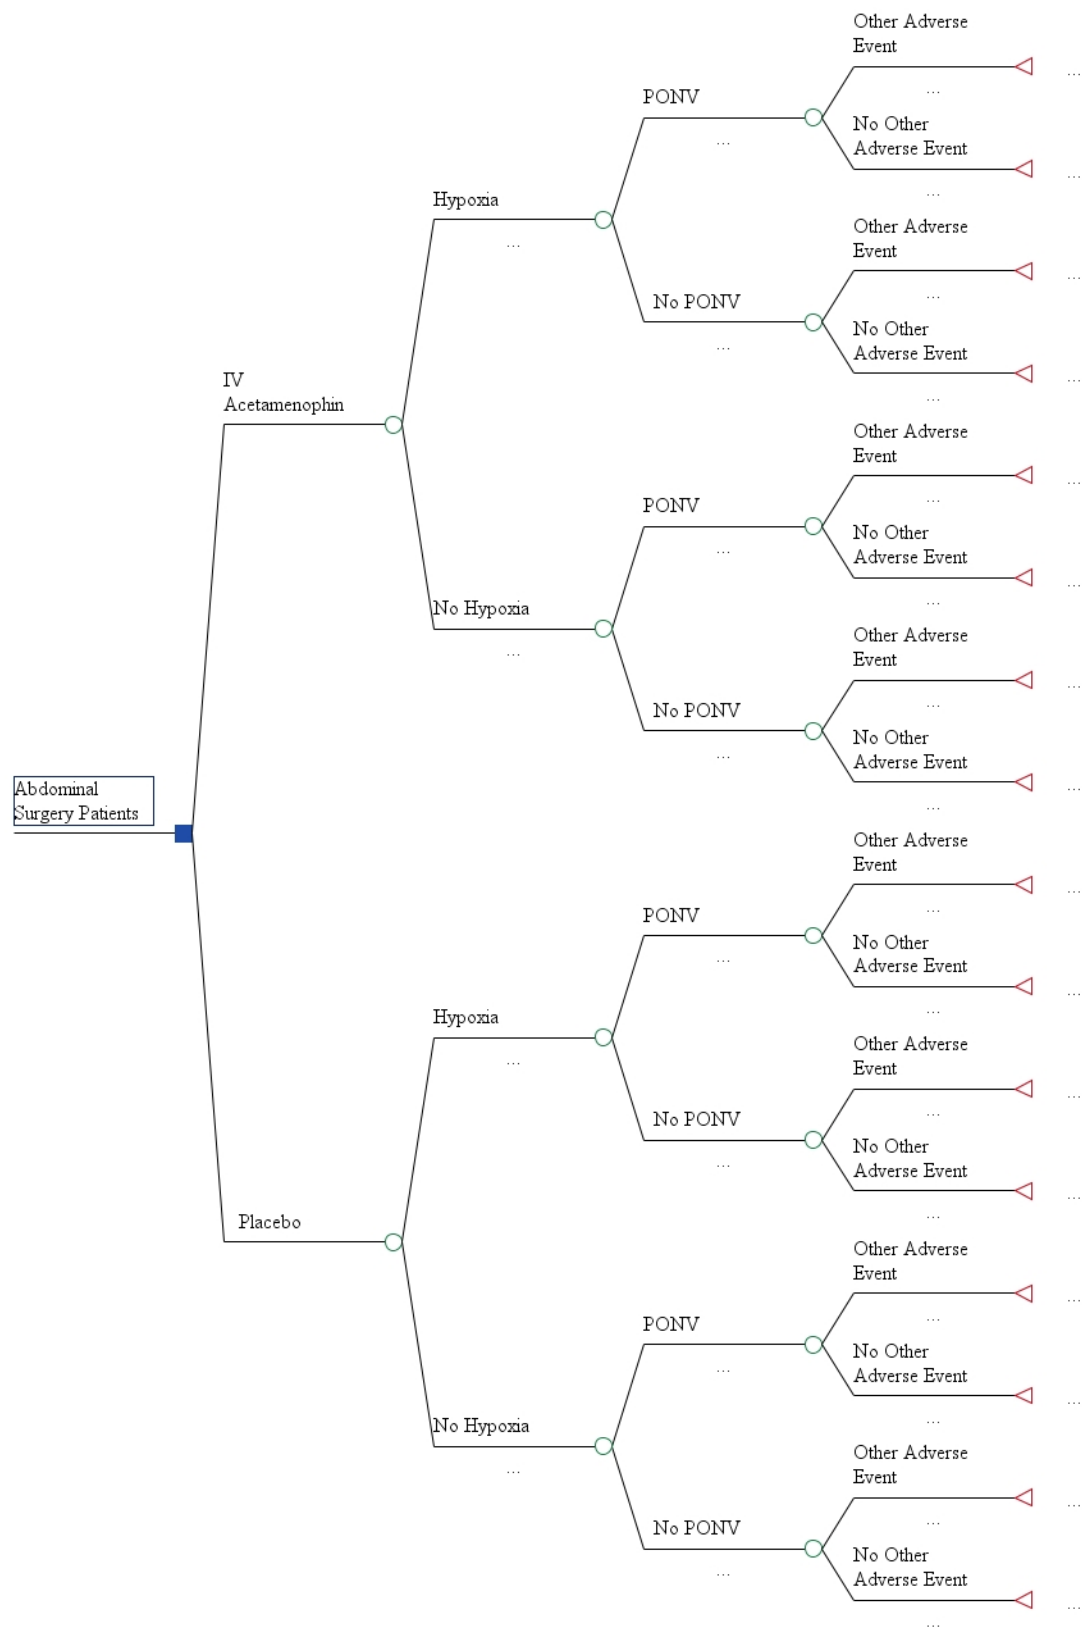 Other Adverse
Event
...
...
PONV
...
No Other
Adverse Event
...
...
Hypoxia
...
Other Adverse
Event
...
...
No PONV
...
No Other
Adverse Event
...
...
IV
Acetamenophin
Other Adverse
Event
...
...
PONV
...
No Other
Adverse Event
...
...
No Hypoxia
...
Other Adverse
Event
...
...
No PONV
...
No Other
Adverse Event
...
...
Abdominal
Surgery Patients
Other Adverse
Event
...
...
PONV
...
No Other
Adverse Event
...
...
Hypoxia
...
Other Adverse
Event
...
...
No PONV
...
No Other
Adverse Event
...
...
Placebo
Other Adverse
Event
...
...
PONV
...
No Other
Adverse Event
...
...
No Hypoxia
...
Other Adverse
Event
...
...
No PONV
...
No Other
Adverse Event
...
...